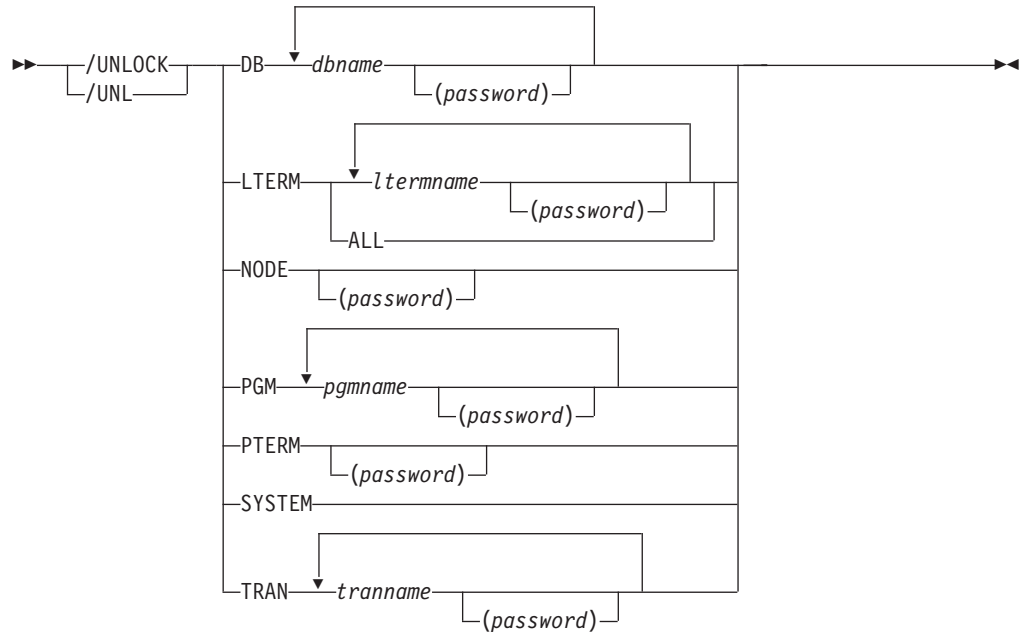 /UNLOCK DB dbname
/UNL (password)
LTERM ltermname
(password)
ALL
NODE
(password)
PGM pgmname
(password)
PTERM
(password)
SYSTEM
TRAN tranname
(password)